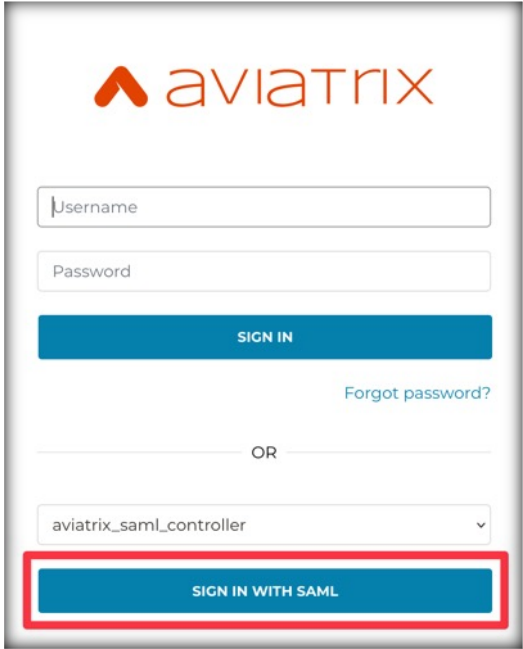 aviatrix
Username
Password
SIGN IN
Forgot password?
OR
aviatrix_saml_controller
SIGN IN WITH SAML